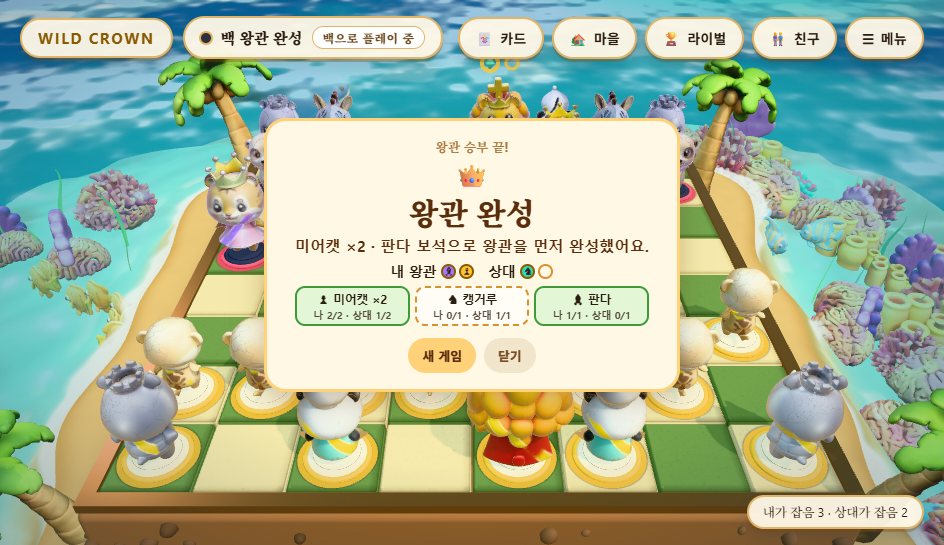 WILD CROWN
백 왕관 완성 백으로 플레이 중
카드
마을
라이벌
친구
☰ 메뉴
왕관 승부 끝!
왕관 완성
미어캣 ×2 · 판다 보석으로 왕관을 먼저 완성했어요.
내 왕관 상대
미어캣 ×2
나 2/2 · 상대 1/2
캥거루
나 0/1 · 상대 1/1
판다
나 1/1 · 상대 0/1
새 게임 닫기
내가 잡음 3 · 상대가 잡음 2